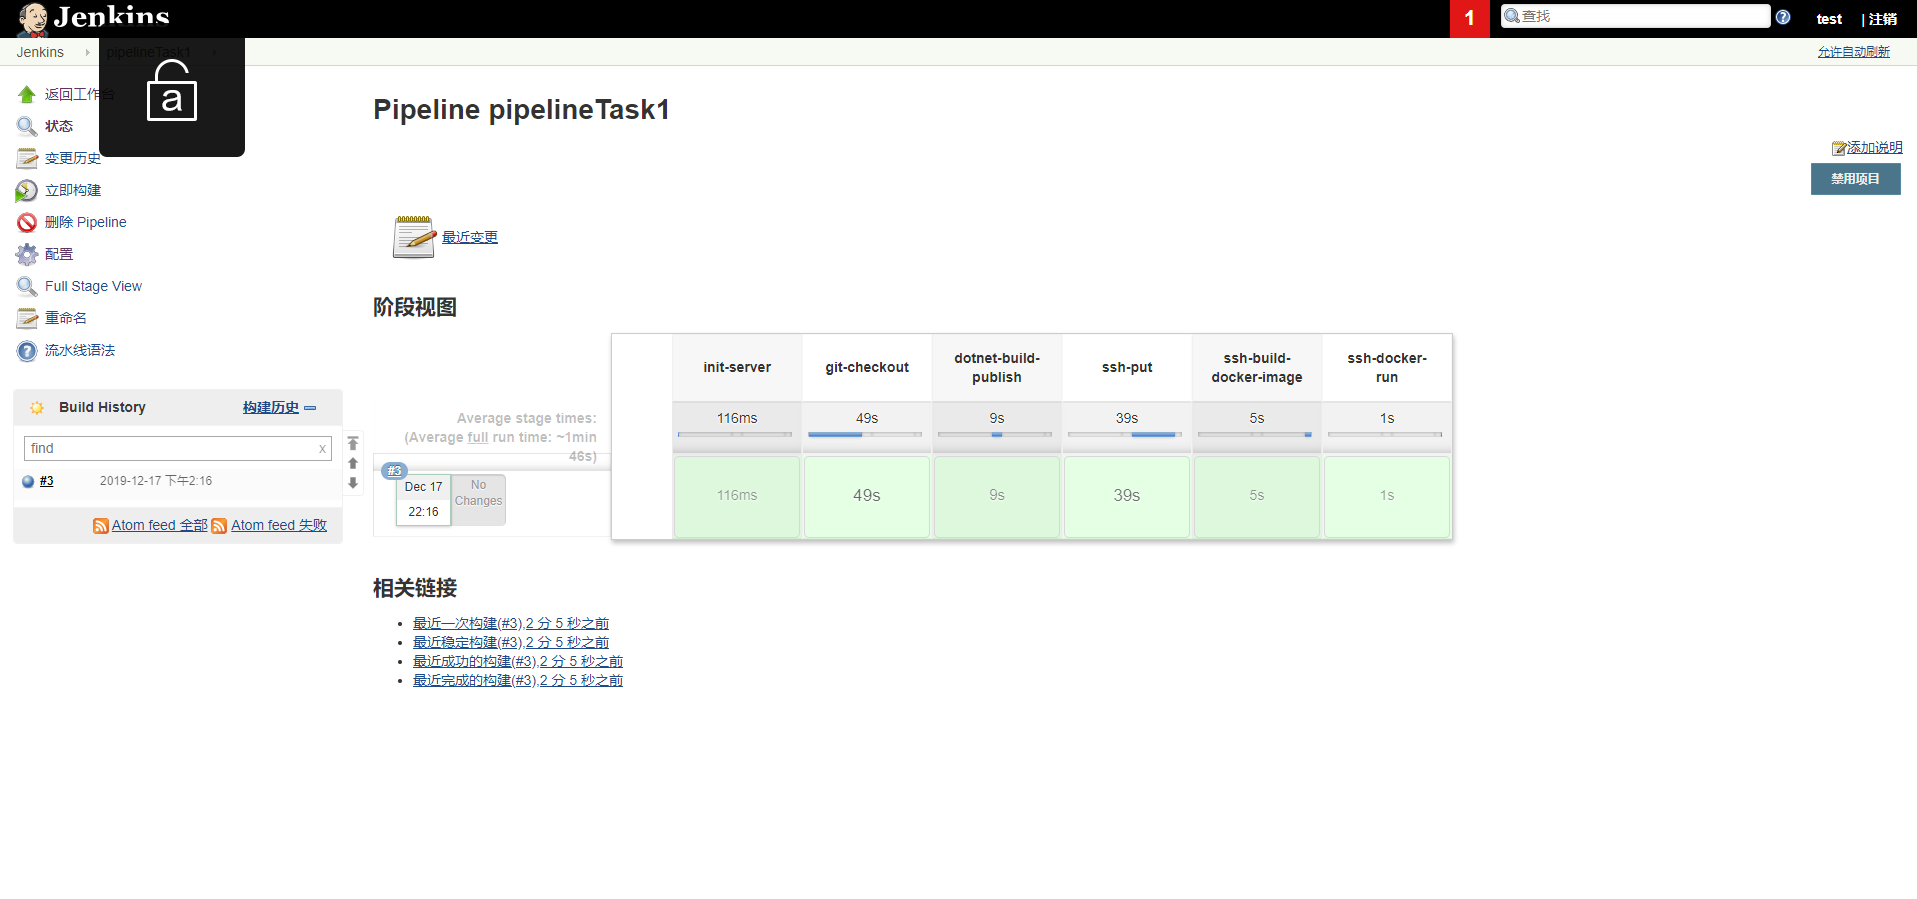 Jenkins
1
查找
test
| 注销
Jenkins
pipelineTask1
允许自动刷新
a
返回工作台
状态
变更历史
立即构建
删除 Pipeline
配置
Full Stage View
重命名
流水线语法
Build History
构建历史
find
x
#3
2019-12-17 下午2:16
Atom feed 全部
Atom feed 失败
Pipeline pipelineTask1
添加说明
禁用项目
最近变更
阶段视图
init-server
git-checkout
dotnet-build-
publish
ssh-put
ssh-build-
docker-image
ssh-docker-
run
Average stage times:
(Average full run time: ~1min
46s)
116ms
49s
9s
39s
5s
1s
#3
Dec 17
22:16
No
Changes
116ms
49s
9s
39s
5s
1s
相关链接
最近一次构建(#3),2 分 5 秒之前
最近稳定构建(#3),2 分 5 秒之前
最近成功的构建(#3),2 分 5 秒之前
最近完成的构建(#3),2 分 5 秒之前